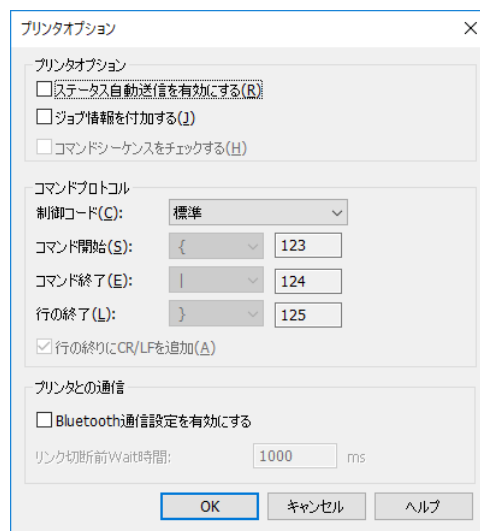 プリンタオプション
プリンタオプション
ステータス自動送信を有効にする(R)
ジョブ情報を付加する(J)
コマンドシーケンスをチェックする(H)
コマンドプロトコル
制御コード(C): 標準
コマンド開始(S): { 123
コマンド終了(E): | 124
行の終了(L): } 125
行の終りにCR/LFを追加(A)
プリンタとの通信
Bluetooth通信設定を有効にする
リンク切断前Wait時間: 1000 ms
OK キャンセル ヘルプ